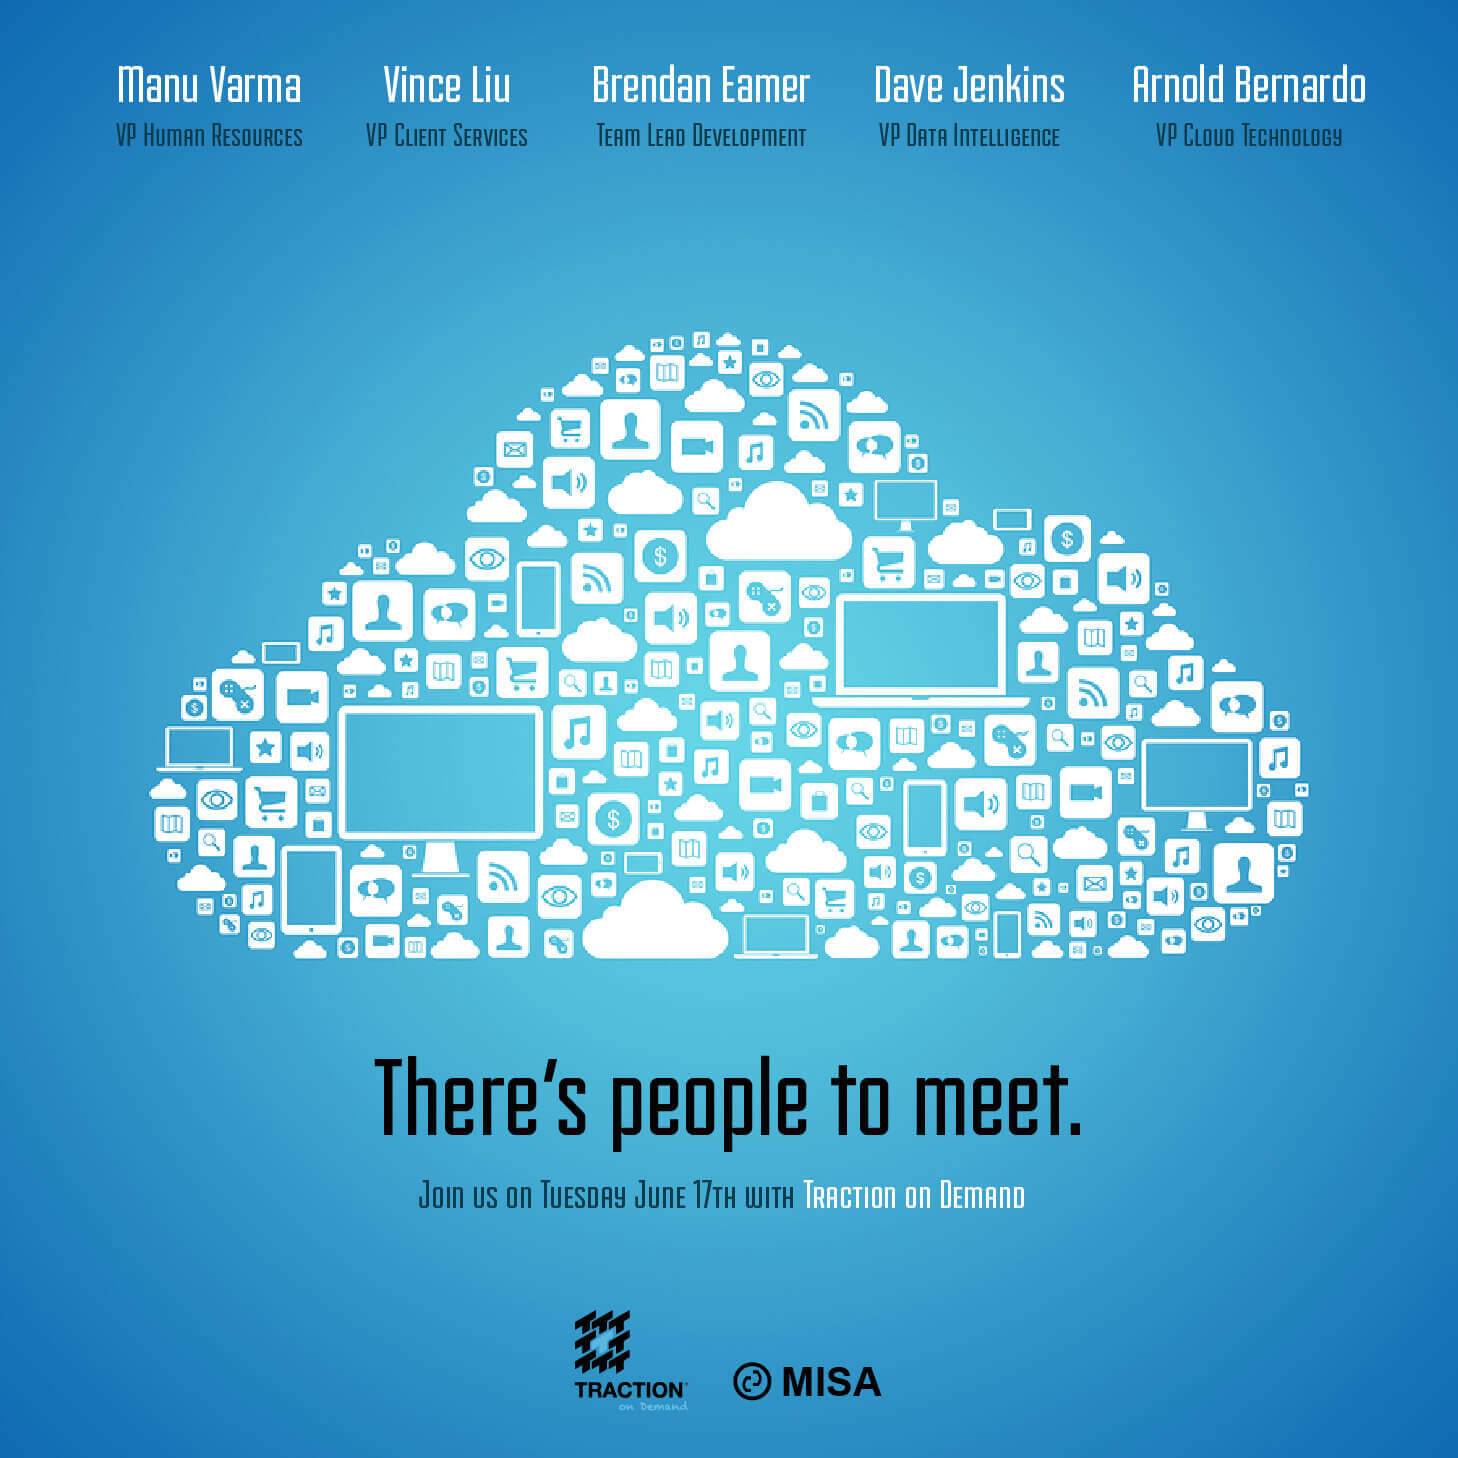 Manu Varma Vince Liu Brendan Eamer Dave Jenkins Arnold Bernardo
VP Human Resources VP Client Services Team Lead Development VP Data Intelligence VP Cloud Technology
There's people to meet.
Join us on Tuesday June 17th with Traction on Demand
TRACTION
on Demand
MISA